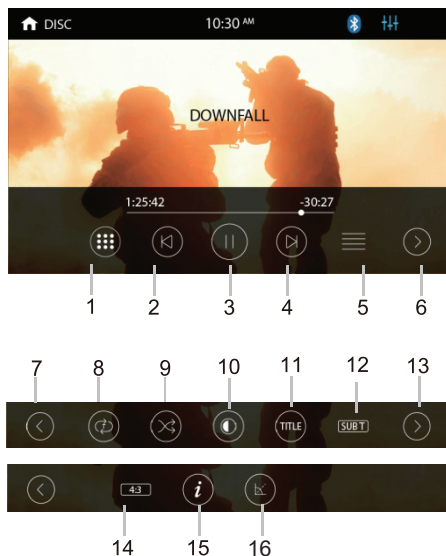 DISC 10:30 AM
DOWNFALL
1:25:42 -30:27
1 2 3 4 5 6
7 8 9 10 11 12 13
TITLE SUB T
4:3 i
14 15 16